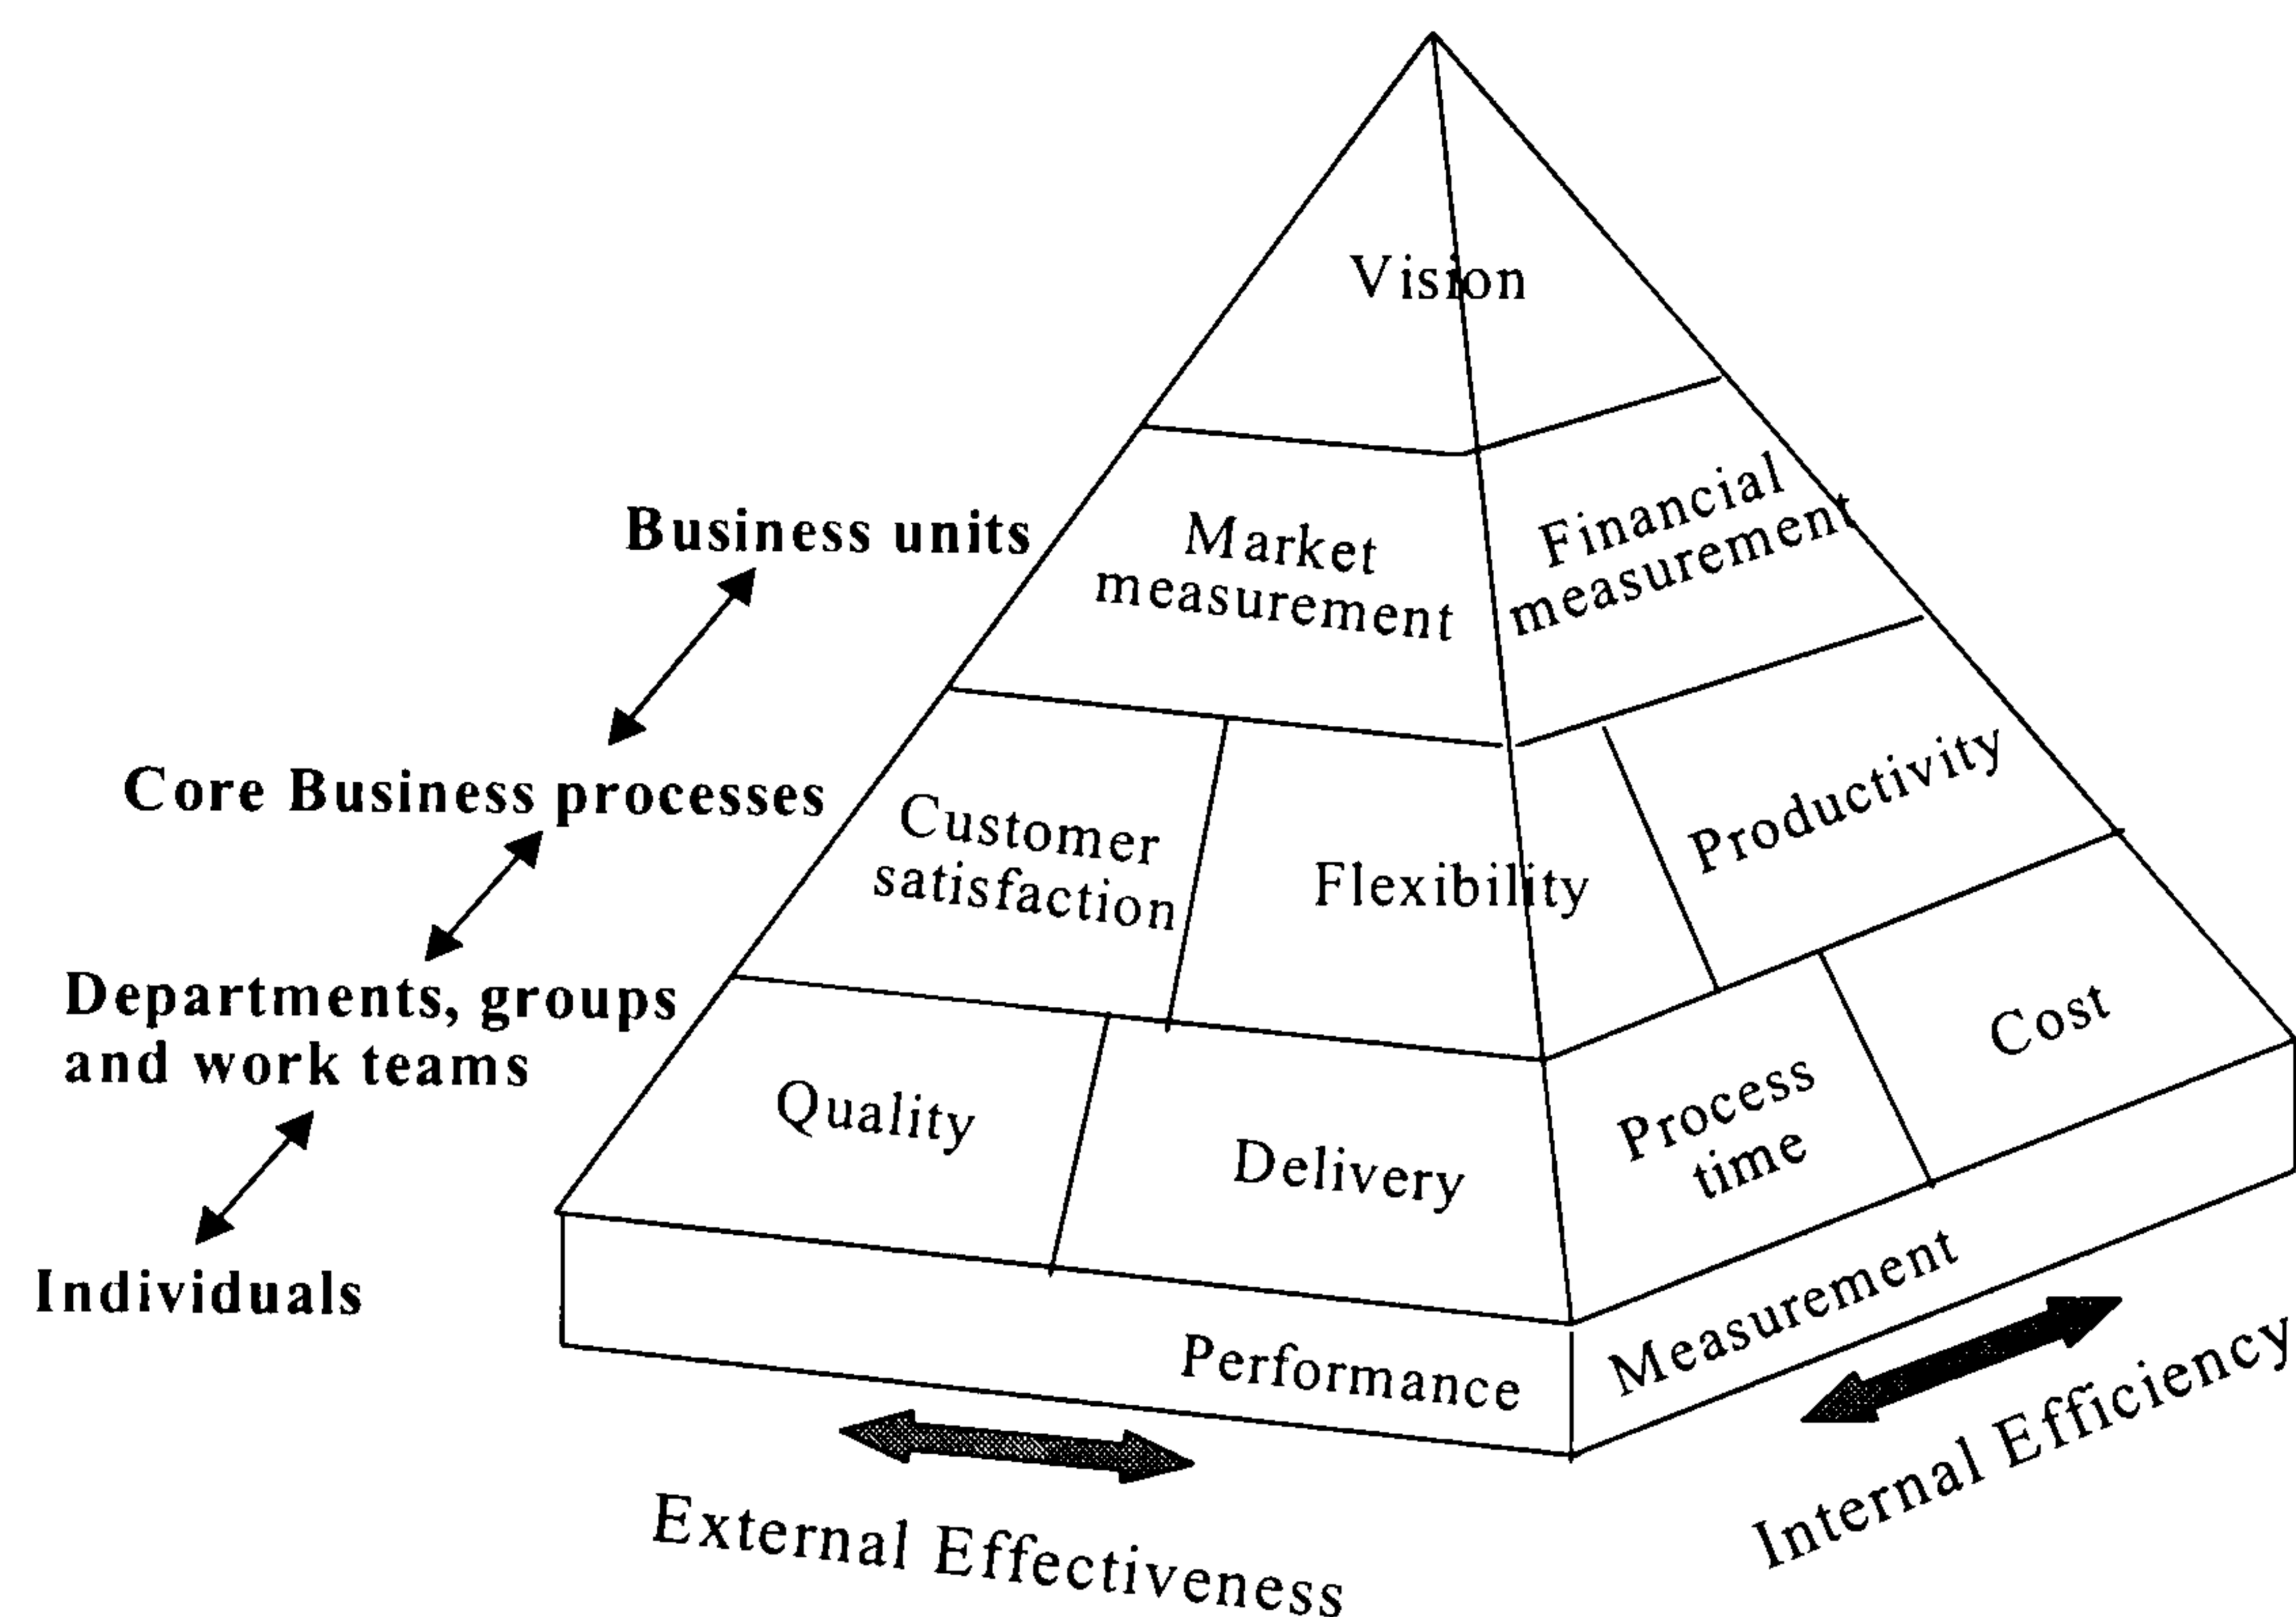 Vision
Business units
Market
measurement
Financial
measurement
Core Business processes
Customer
satisfaction
Flexibility
Productivity
Departments, groups
and work teams
Quality
Delivery
Process
time
Cost
Individuals
Performance
Measurement
External Effectiveness
Internal Efficiency